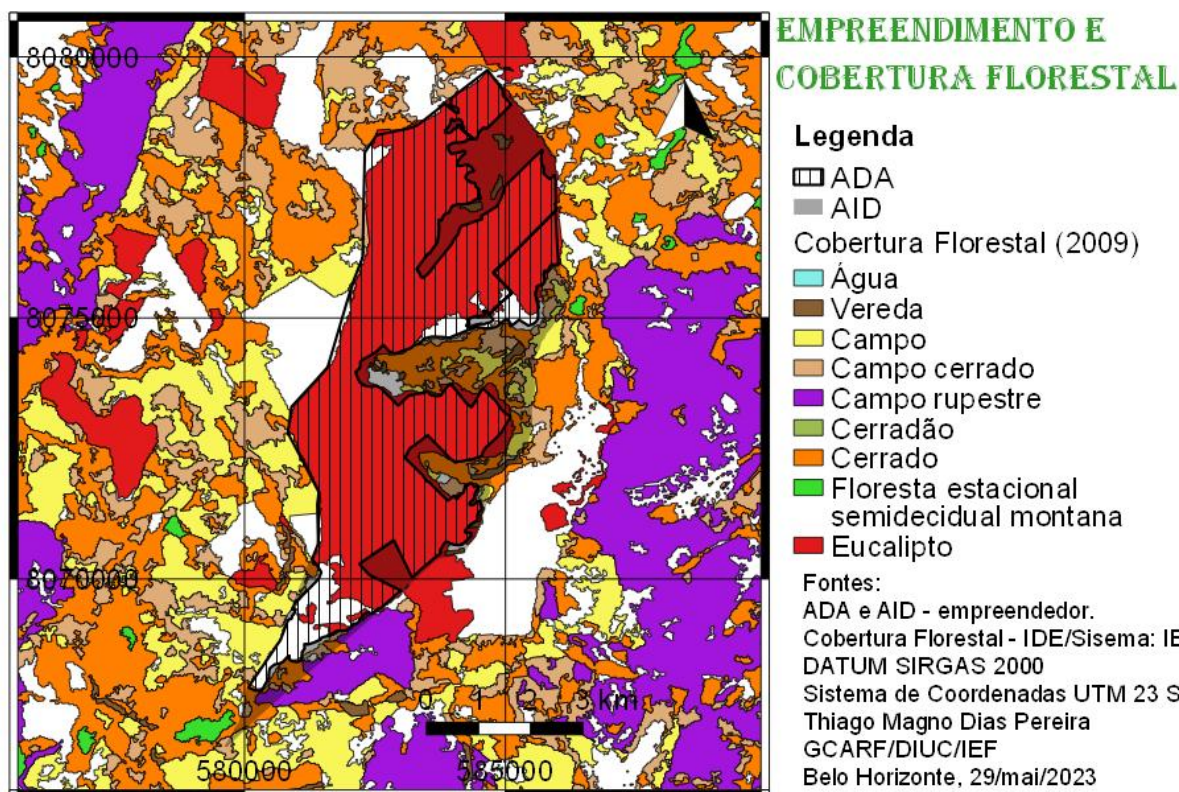 EMPREENDIMENTO E
COBERTURA FLORESTAL
Legenda
ADA
AID
Cobertura Florestal (2009)
Água
Vereda
Campo
Campo cerrado
Campo rupestre
Cerradão
Cerrado
Floresta estacional
semidecidual montana
Eucalipto
Fontes:
ADA e AID - empreendedor.
Cobertura Florestal - IDE/Sisema: IE
DATUM SIRGAS 2000
Sistema de Coordenadas UTM 23 S
Thiago Magno Dias Pereira
GCARF/DIUC/IEF
Belo Horizonte, 29/mai/2023
8080000
8075000
8070000
0 1 2 3 km
580000 585000